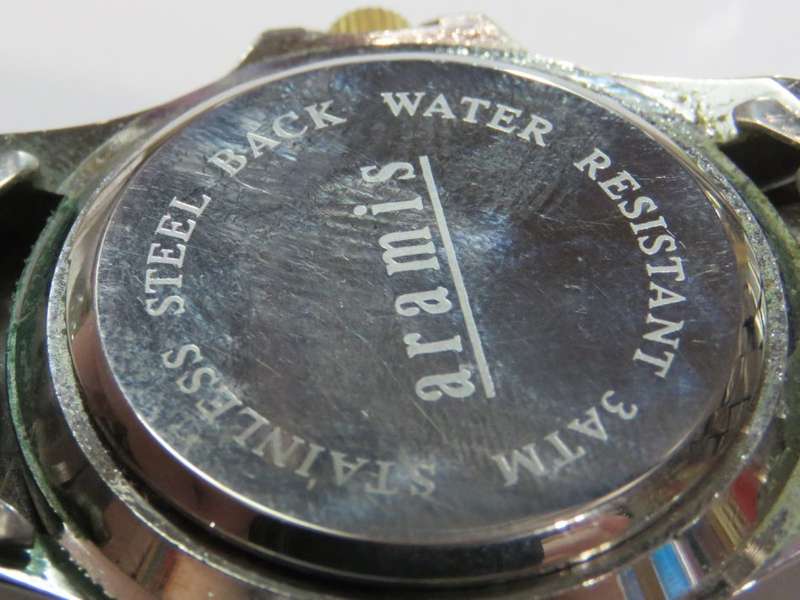 STAINLESS STEEL BACK WATER RESISTANT 3ATM
aramis